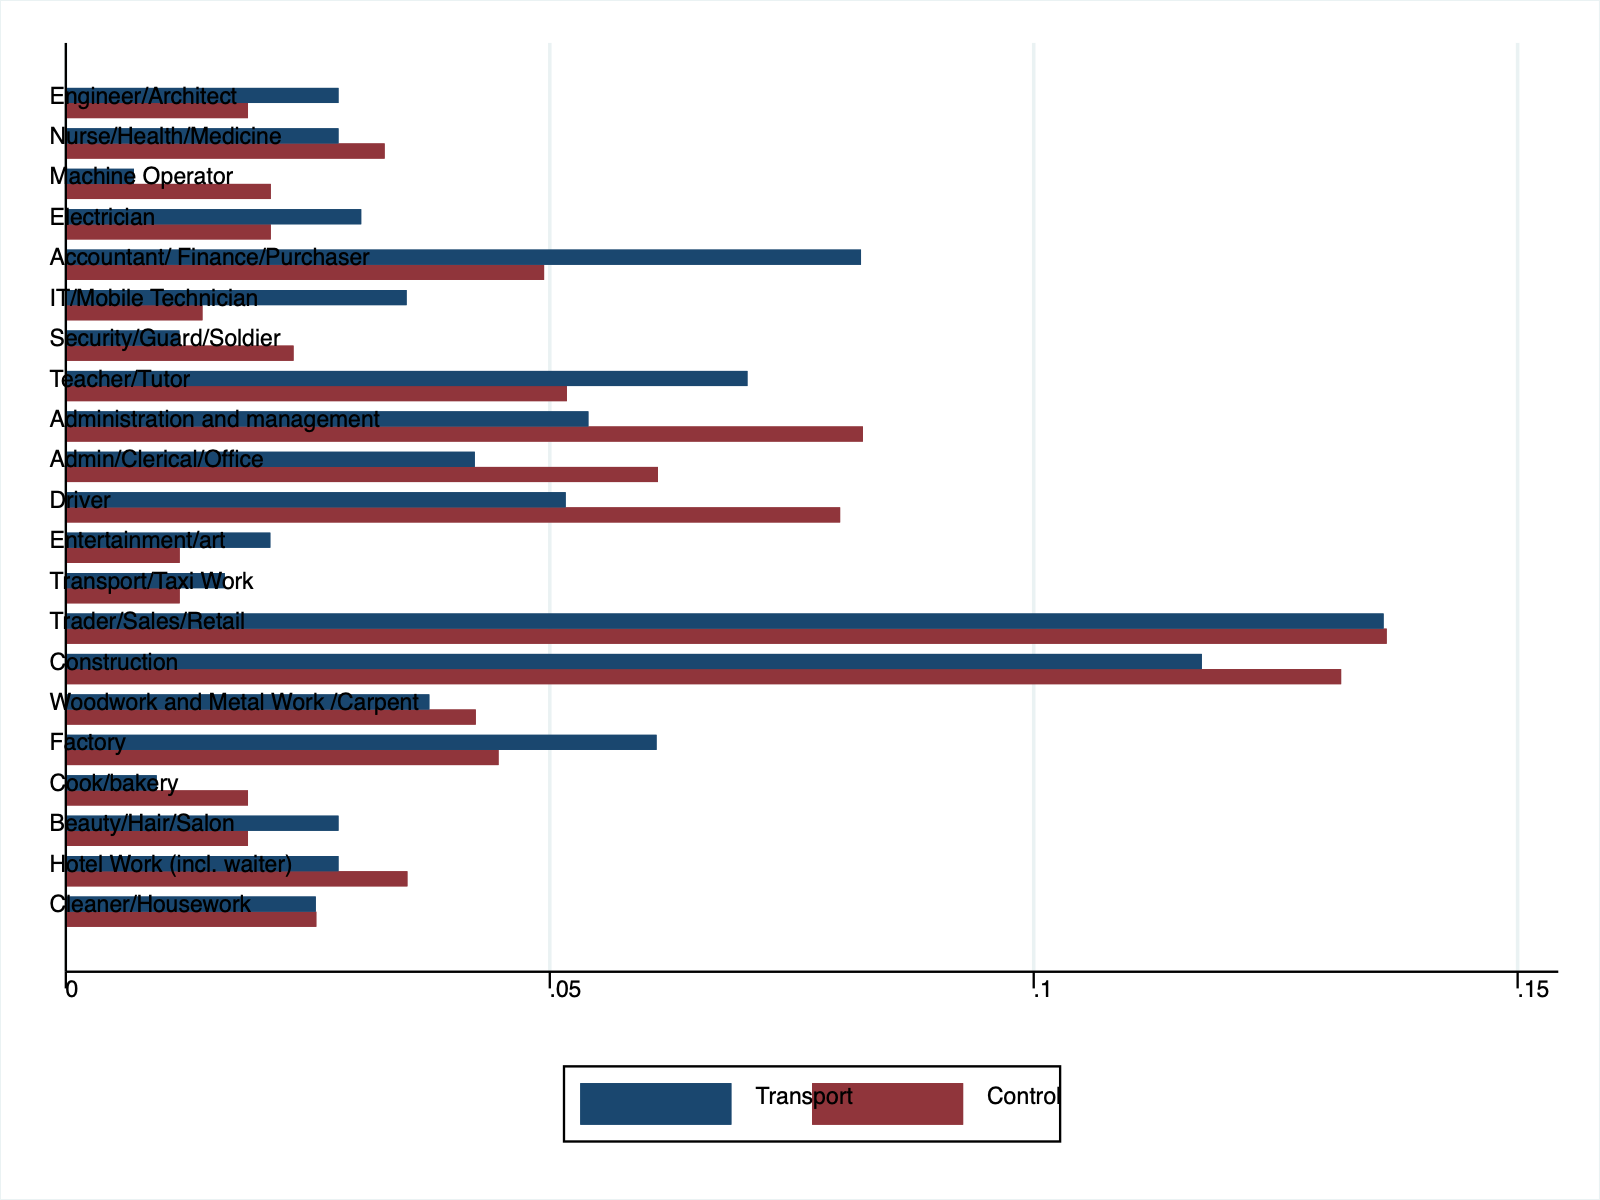 Engineer/Architect
Nurse/Health/Medicine
Machine Operator
Electrician
Accountant/ Finance/Purchaser
IT/Mobile Technician
Security/Guard/Soldier
Teacher/Tutor
Administration and management
Admin/Clerical/Office
Driver
Entertainment/art
Transport/Taxi Work
Trader/Sales/Retail
Construction
Woodwork and Metal Work /Carpent
Factory
Cook/bakery
Beauty/Hair/Salon
Hotel Work (incl. waiter)
Cleaner/Housework
0 .05 .1 .15
Transport Control